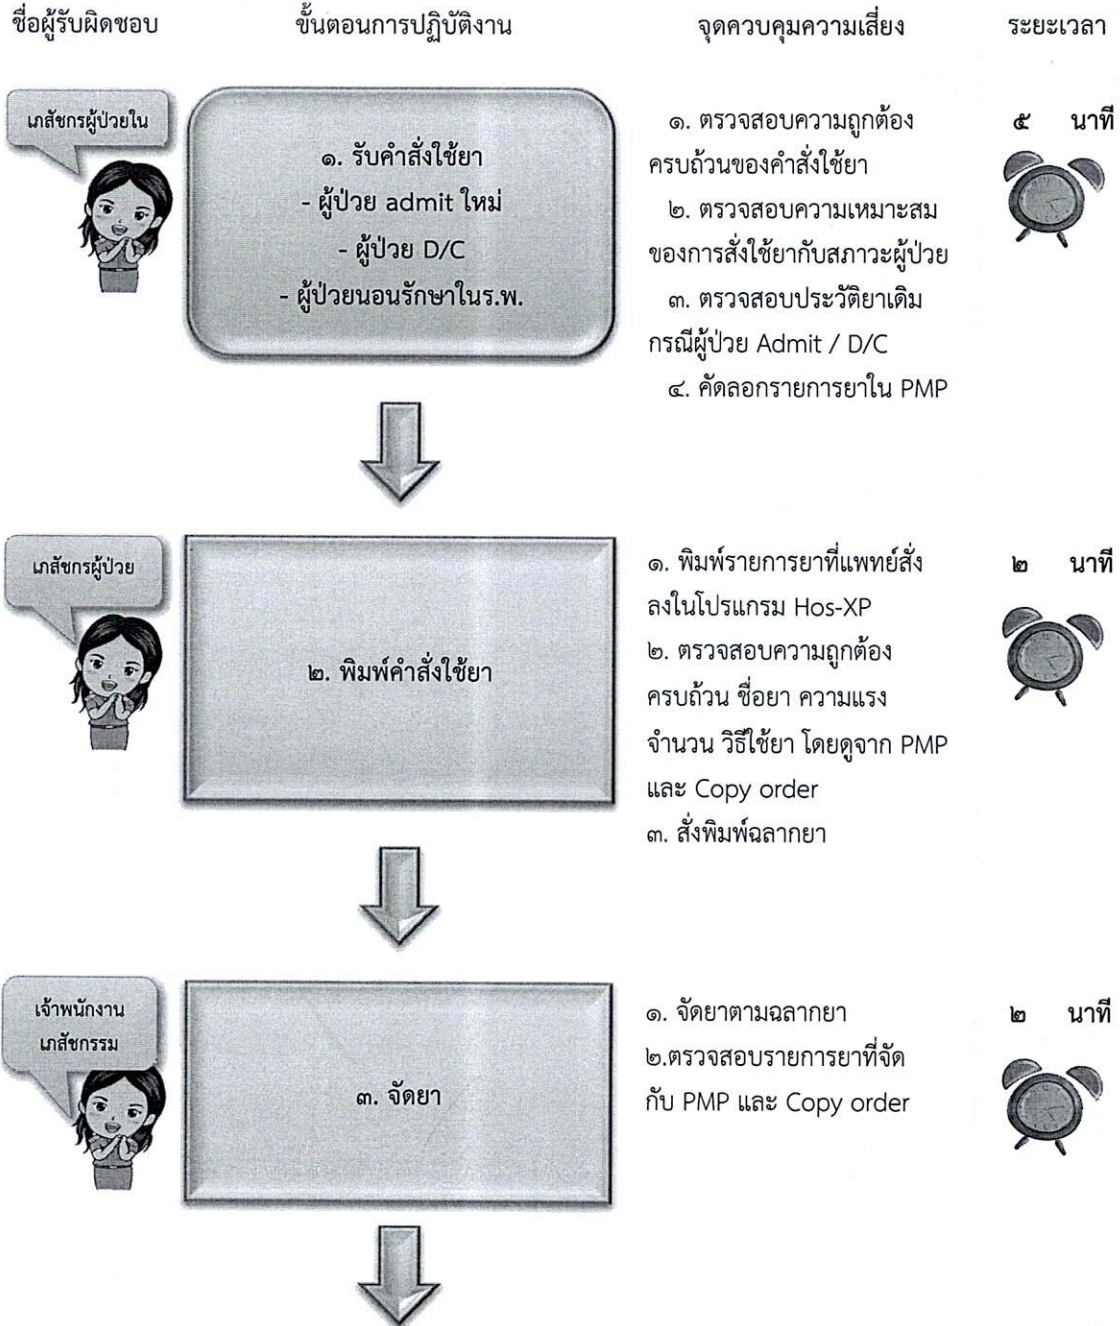 ชื่อผู้รับผิดชอบ ขั้นตอนการปฏิบัติงาน จุดควบคุมความเสี่ยง ระยะเวลา
เภสัชกรผู้ป่วยใน
๑. รับคำสั่งใช้ยา
- ผู้ป่วย admit ใหม่
- ผู้ป่วย D/C
- ผู้ป่วยนอนรักษาในร.พ.
๑. ตรวจสอบความถูกต้อง
ครบถ้วนของคำสั่งใช้ยา
๒. ตรวจสอบความเหมาะสม
ของการสั่งใช้ยากับสภาวะผู้ป่วย
๓. ตรวจสอบประวัติยาเดิม
กรณีผู้ป่วย Admit / D/C
๔. คัดลอกรายการยาใน PMP
๕ นาที
เภสัชกรผู้ป่วย
๒. พิมพ์คำสั่งใช้ยา
๑. พิมพ์รายการยาที่แพทย์สั่ง
ลงในโปรแกรม Hos-XP
๒. ตรวจสอบความถูกต้อง
ครบถ้วน ชื่อยา ความแรง
จำนวน วิธีใช้ยา โดยดูจาก PMP
และ Copy order
๓. สั่งพิมพ์ฉลากยา
๒ นาที
เจ้าพนักงาน
เภสัชกรรม
๓. จัดยา
๑. จัดยาตามฉลากยา
๒.ตรวจสอบรายการยาที่จัด
กับ PMP และ Copy order
๒ นาที